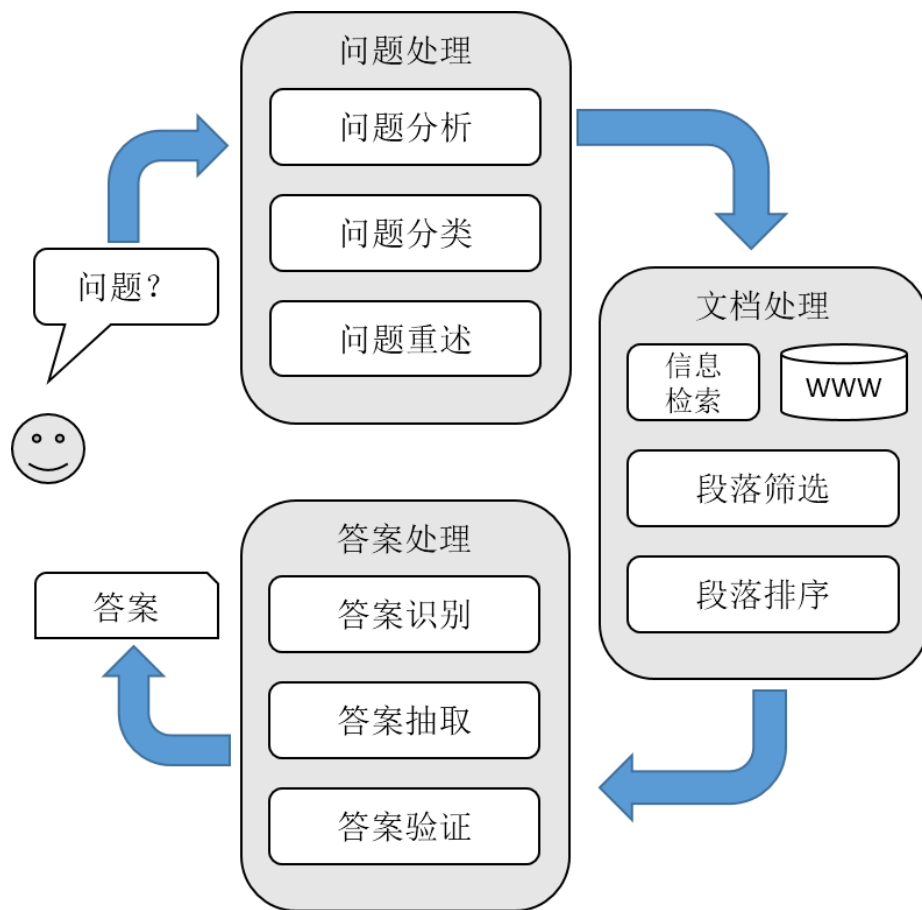 问题处理
问题分析
问题分类
问题重述
问题？
文档处理
信息
检索
WWW
段落筛选
段落排序
答案处理
答案识别
答案抽取
答案验证
答案